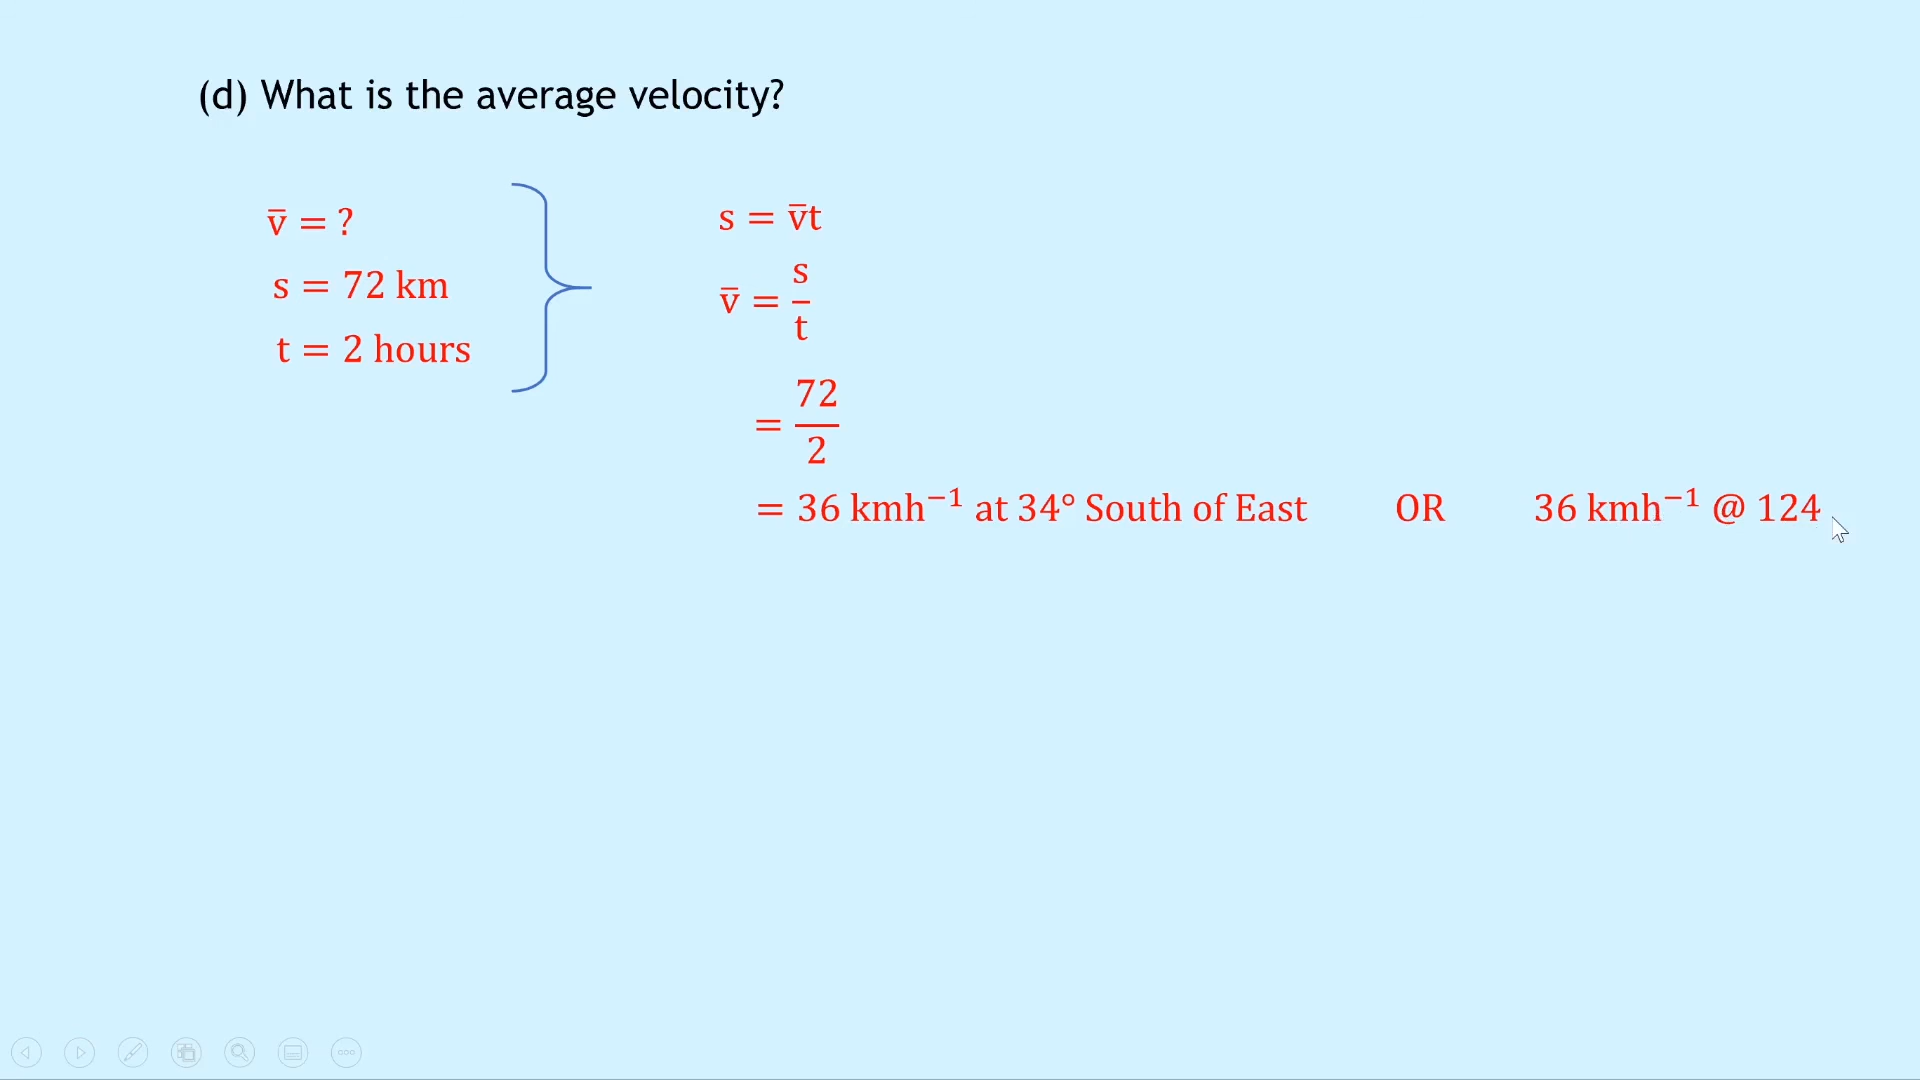 (d) What is the average velocity?
v̅ = ?
s = 72 km
t = 2 hours
s = v̅t
v̅ = s/t
= 72/2
= 36 kmh⁻¹ at 34° South of East OR 36 kmh⁻¹ @ 124